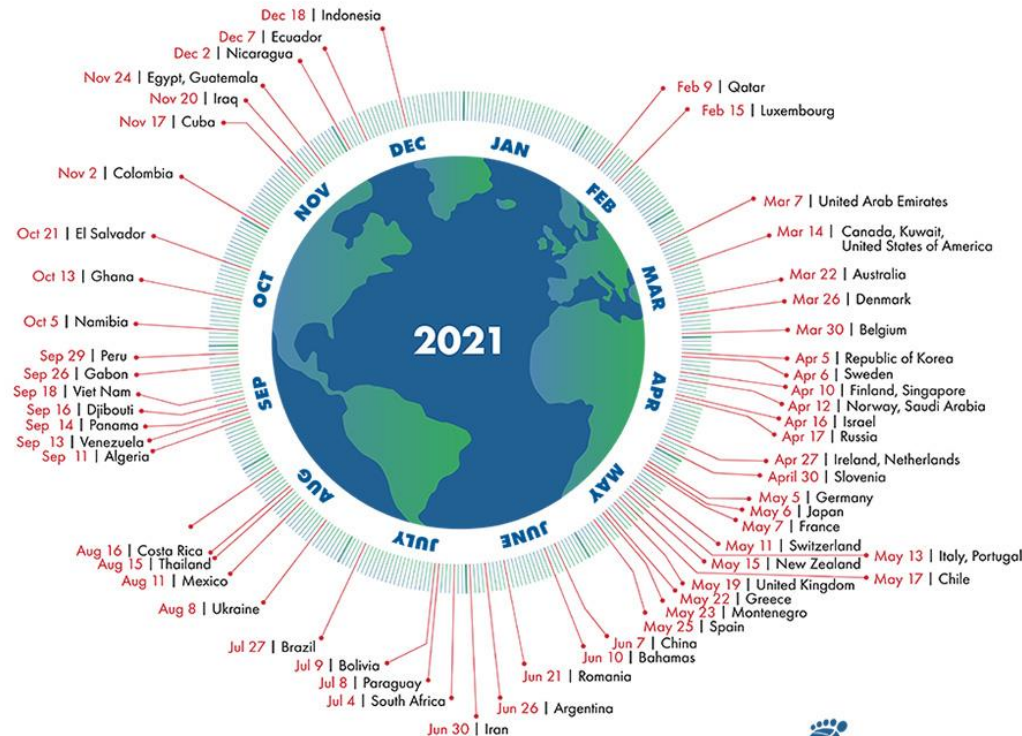 2021
JAN
FEB
MAR
APR
MAY
JUNE
JULY
AUG
SEP
OCT
NOV
DEC
Feb 9 | Qatar
Feb 15 | Luxembourg
Mar 7 | United Arab Emirates
Mar 14 | Canada, Kuwait,
United States of America
Mar 22 | Australia
Mar 26 | Denmark
Mar 30 | Belgium
Apr 5 | Republic of Korea
Apr 6 | Sweden
Apr 10 | Finland, Singapore
Apr 12 | Norway, Saudi Arabia
Apr 16 | Israel
Apr 17 | Russia
Apr 27 | Ireland, Netherlands
April 30 | Slovenia
May 5 | Germany
May 6 | Japan
May 7 | France
May 11 | Switzerland
May 13 | Italy, Portugal
May 15 | New Zealand
May 17 | Chile
May 19 | United Kingdom
May 22 | Greece
May 23 | Montenegro
May 25 | Spain
Jun 7 | China
Jun 10 | Bahamas
Jun 21 | Romania
Jun 26 | Argentina
Jun 30 | Iran
Jul 4 | South Africa
Jul 8 | Paraguay
Jul 9 | Bolivia
Jul 27 | Brazil
Aug 8 | Ukraine
Aug 11 | Mexico
Aug 15 | Thailand
Aug 16 | Costa Rica
Sep 11 | Algeria
Sep 13 | Venezuela
Sep 14 | Panama
Sep 16 | Djibouti
Sep 18 | Viet Nam
Sep 26 | Gabon
Sep 29 | Peru
Oct 5 | Namibia
Oct 13 | Ghana
Oct 21 | El Salvador
Nov 2 | Colombia
Nov 17 | Cuba
Nov 20 | Iraq
Nov 24 | Egypt, Guatemala
Dec 2 | Nicaragua
Dec 7 | Ecuador
Dec 18 | Indonesia